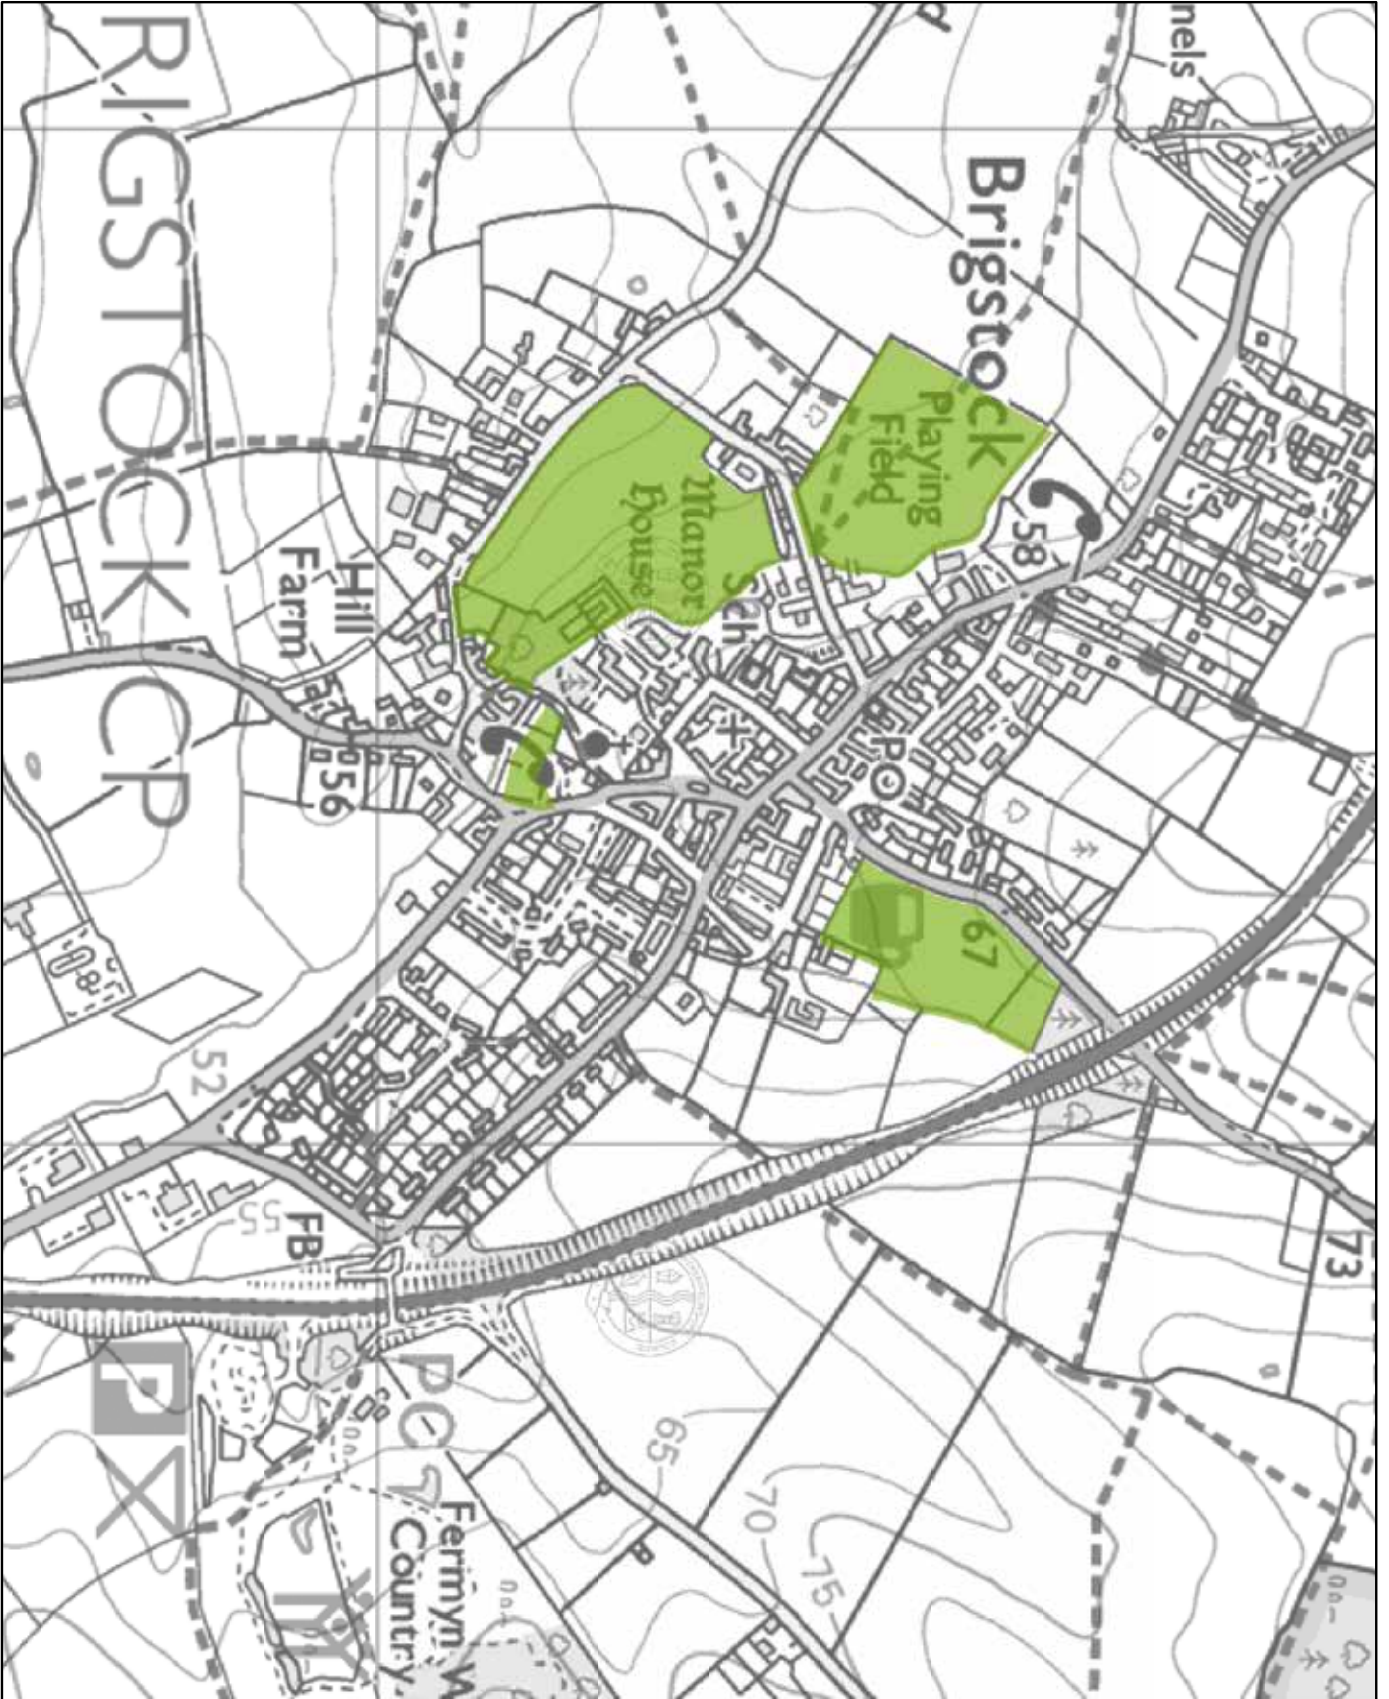 nels
Brigstock
RIGSTOCK CP
Playing
Field
58
Manor
House
Sch
Hill
Farm
56
PO
67
52
55
FB
73
65
70
75
P
Fermyn W
Country